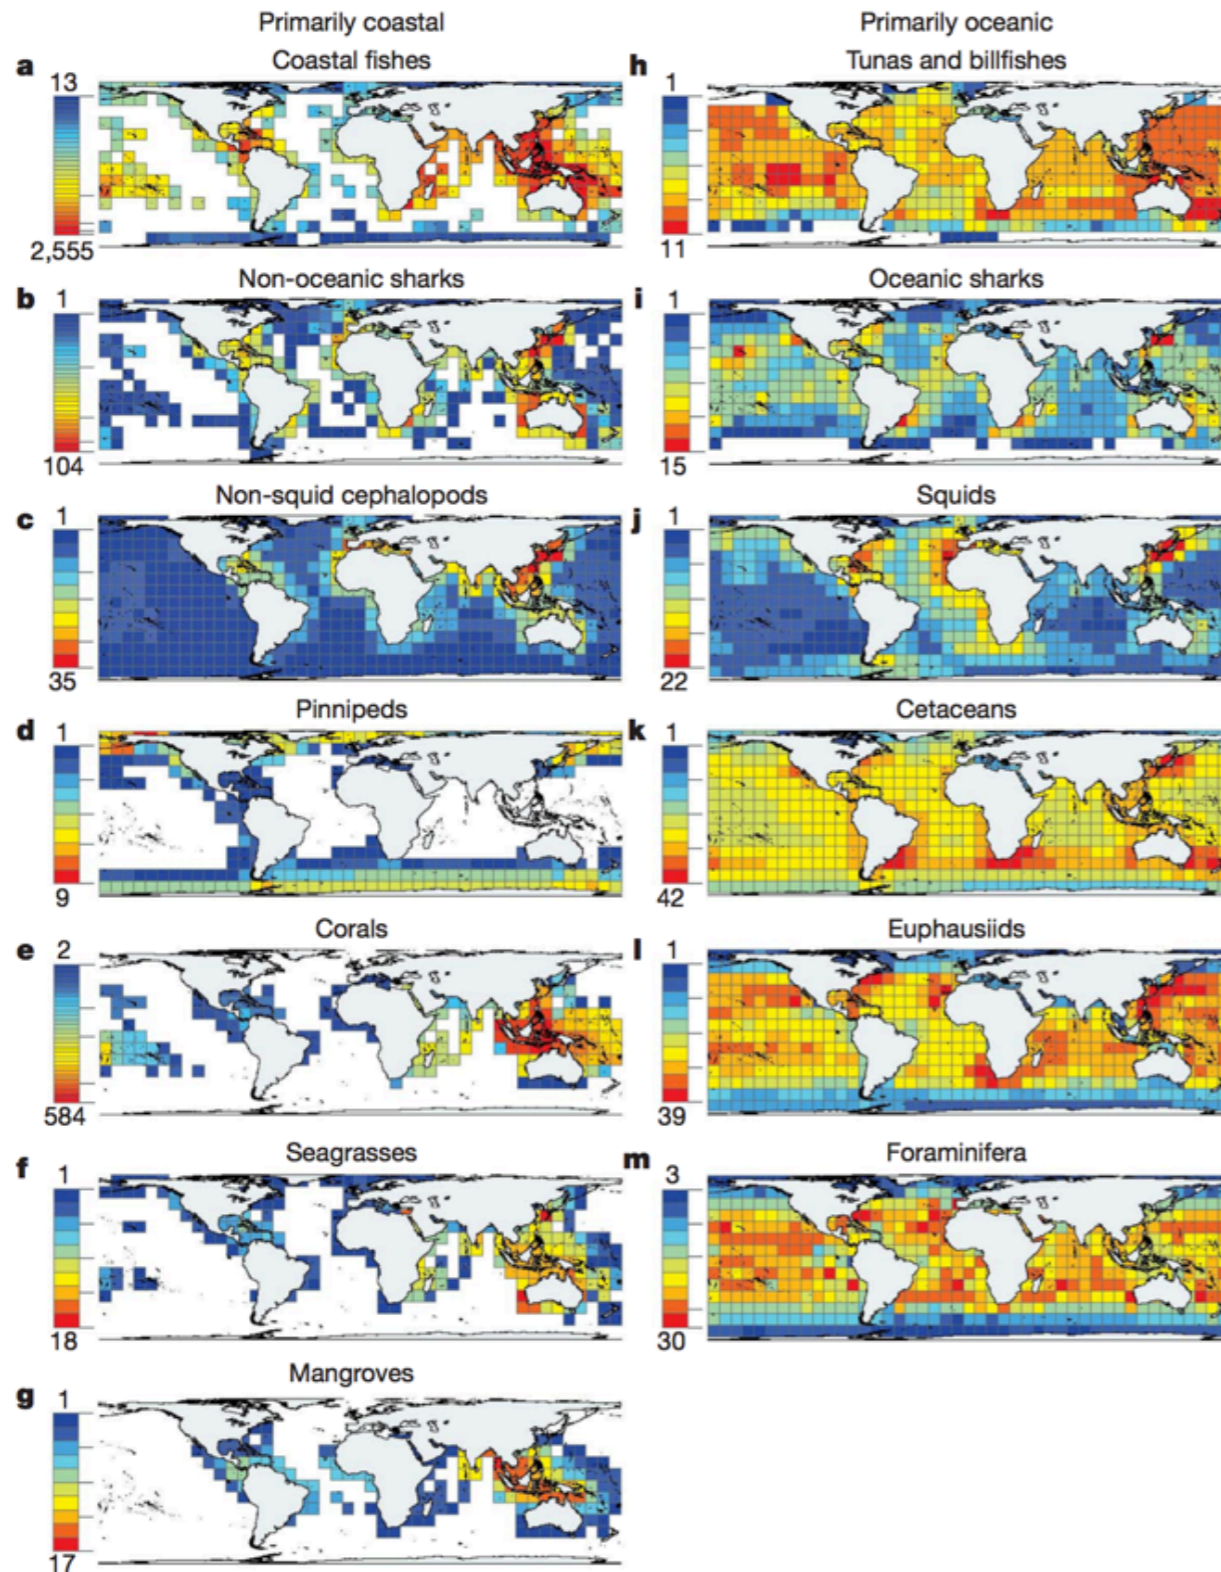 Primarily coastal
Primarily oceanic
a
Coastal fishes
13
2,555
h
Tunas and billfishes
1
11
b
Non-oceanic sharks
1
104
i
Oceanic sharks
1
15
c
Non-squid cephalopods
1
35
j
Squids
1
22
d
Pinnipeds
1
9
k
Cetaceans
1
42
e
Corals
2
584
l
Euphausiids
1
39
f
Seagrasses
1
18
m
Foraminifera
3
30
g
Mangroves
1
17